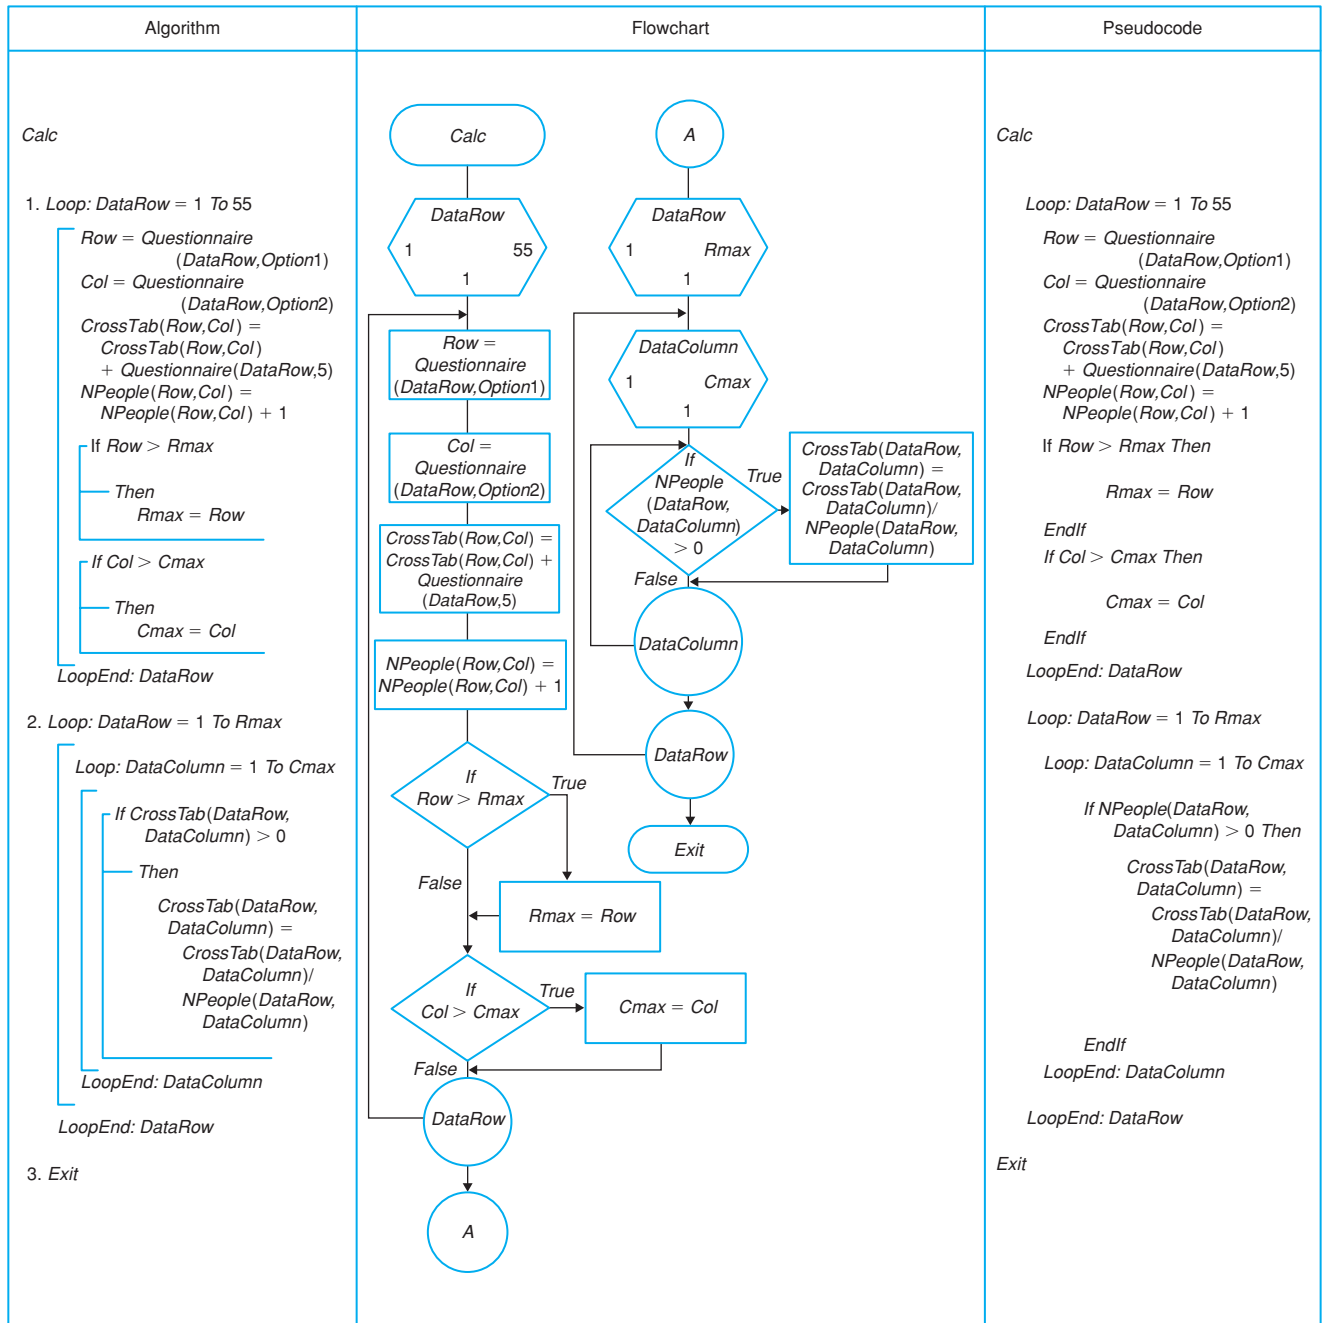 Algorithm
Flowchart
Pseudocode
Calc
1. Loop: DataRow = 1 To 55
Row = Questionnaire
(DataRow,Option1)
Col = Questionnaire
(DataRow,Option2)
CrossTab(Row,Col) =
CrossTab(Row,Col)
+ Questionnaire(DataRow,5)
NPeople(Row,Col) =
NPeople(Row,Col) + 1
If Row > Rmax
Then
Rmax = Row
If Col > Cmax
Then
Cmax = Col
LoopEnd: DataRow
2. Loop: DataRow = 1 To Rmax
Loop: DataColumn = 1 To Cmax
If CrossTab(DataRow,
DataColumn) > 0
Then
CrossTab(DataRow,
DataColumn) =
CrossTab(DataRow,
DataColumn)/
NPeople(DataRow,
DataColumn)
LoopEnd: DataColumn
LoopEnd: DataRow
3. Exit
Calc
DataRow
1 55
1
Row =
Questionnaire
(DataRow,Option1)
Col =
Questionnaire
(DataRow,Option2)
CrossTab(Row,Col) =
CrossTab(Row,Col) +
Questionnaire
(DataRow,5)
NPeople(Row,Col) =
NPeople(Row,Col) + 1
If
Row > Rmax
True
False
Rmax = Row
If
Col > Cmax
True
Cmax = Col
False
DataRow
A
A
DataRow
1 Rmax
1
DataColumn
1 Cmax
1
If
NPeople
(DataRow,
DataColumn)
> 0
True
CrossTab(DataRow,
DataColumn) =
CrossTab(DataRow,
DataColumn)/
NPeople(DataRow,
DataColumn)
False
DataColumn
DataRow
Exit
Calc
Loop: DataRow = 1 To 55
Row = Questionnaire
(DataRow,Option1)
Col = Questionnaire
(DataRow,Option2)
CrossTab(Row,Col) =
CrossTab(Row,Col)
+ Questionnaire(DataRow,5)
NPeople(Row,Col) =
NPeople(Row,Col) + 1
If Row > Rmax Then
Rmax = Row
EndIf
If Col > Cmax Then
Cmax = Col
EndIf
LoopEnd: DataRow
Loop: DataRow = 1 To Rmax
Loop: DataColumn = 1 To Cmax
If NPeople(DataRow,
DataColumn) > 0 Then
CrossTab(DataRow,
DataColumn) =
CrossTab(DataRow,
DataColumn)/
NPeople(DataRow,
DataColumn)
EndIf
LoopEnd: DataColumn
LoopEnd: DataRow
Exit